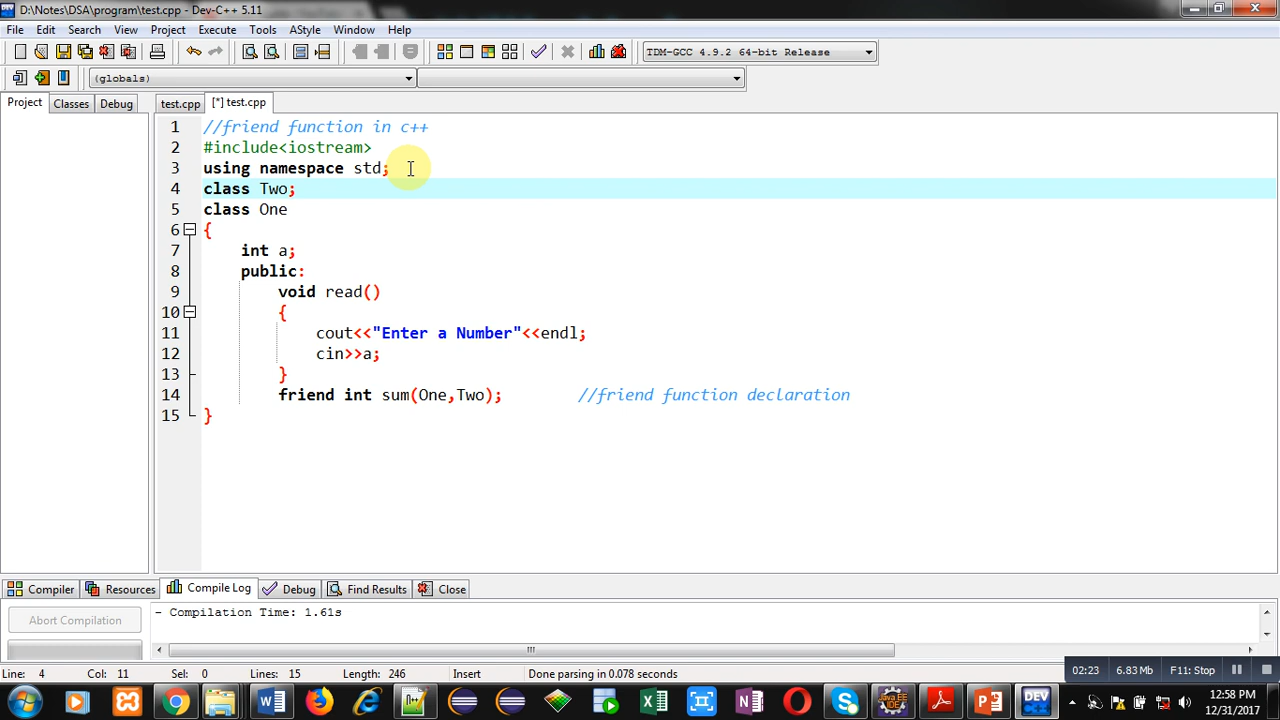 D:\Notes\DSA\program\test.cpp - Dev-C++ 5.11
File Edit Search View Project Execute Tools AStyle Window Help
TDM-GCC 4.9.2 64-bit Release
(globals)
Project Classes Debug test.cpp [*] test.cpp
1 //friend function in c++
2 #include<iostream>
3 using namespace std;
4 class Two;
5 class One
6 {
7 int a;
8 public:
9 void read()
10 {
11 cout<<"Enter a Number"<<endl;
12 cin>>a;
13 }
14 friend int sum(One,Two); //friend function declaration
15 }
Compiler Resources Compile Log Debug Find Results Close
Abort Compilation
- Compilation Time: 1.61s
Line: 4 Col: 11 Sel: 0 Lines: 15 Length: 246 Insert Done parsing in 0.078 seconds
02:23 6.83 Mb F11: Stop
DEV
12:58 PM
12/31/2017